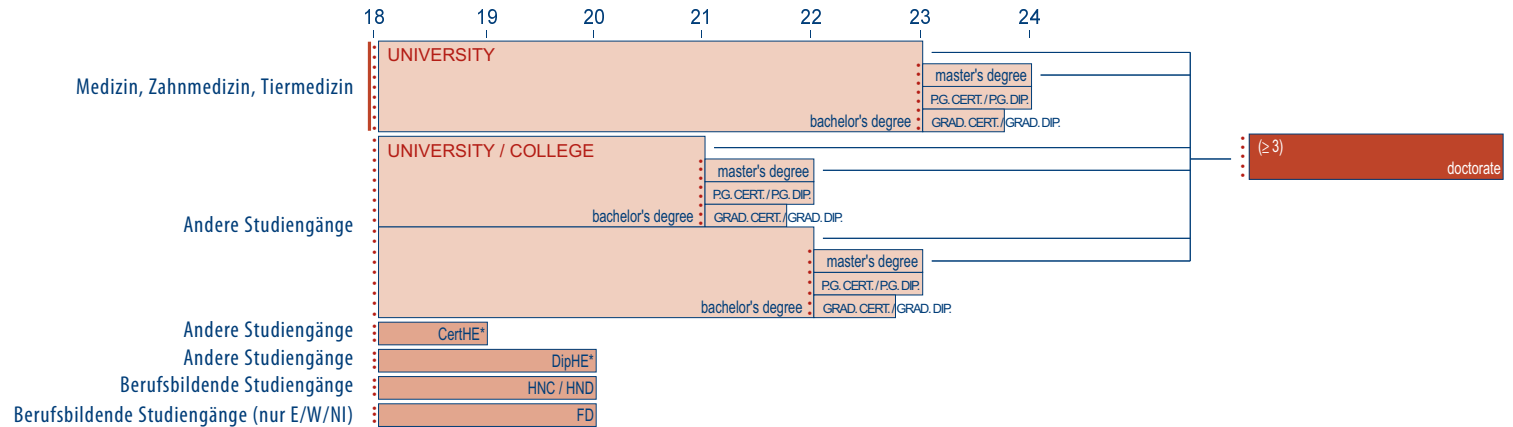 18 19 20 21 22 23 24
UNIVERSITY
Medizin, Zahnmedizin, Tiermedizin
master's degree
P.G. CERT. / P.G. DIP.
bachelor's degree
GRAD. CERT. / GRAD. DIP.
(≥ 3)
doctorate
UNIVERSITY / COLLEGE
master's degree
P.G. CERT. / P.G. DIP.
bachelor's degree
GRAD. CERT. / GRAD. DIP.
Andere Studiengänge
master's degree
P.G. CERT. / P.G. DIP.
bachelor's degree
GRAD. CERT. / GRAD. DIP.
Andere Studiengänge
CertHE*
Andere Studiengänge
DipHE*
Berufsbildende Studiengänge
HNC / HND
Berufsbildende Studiengänge (nur E/W/NI)
FD